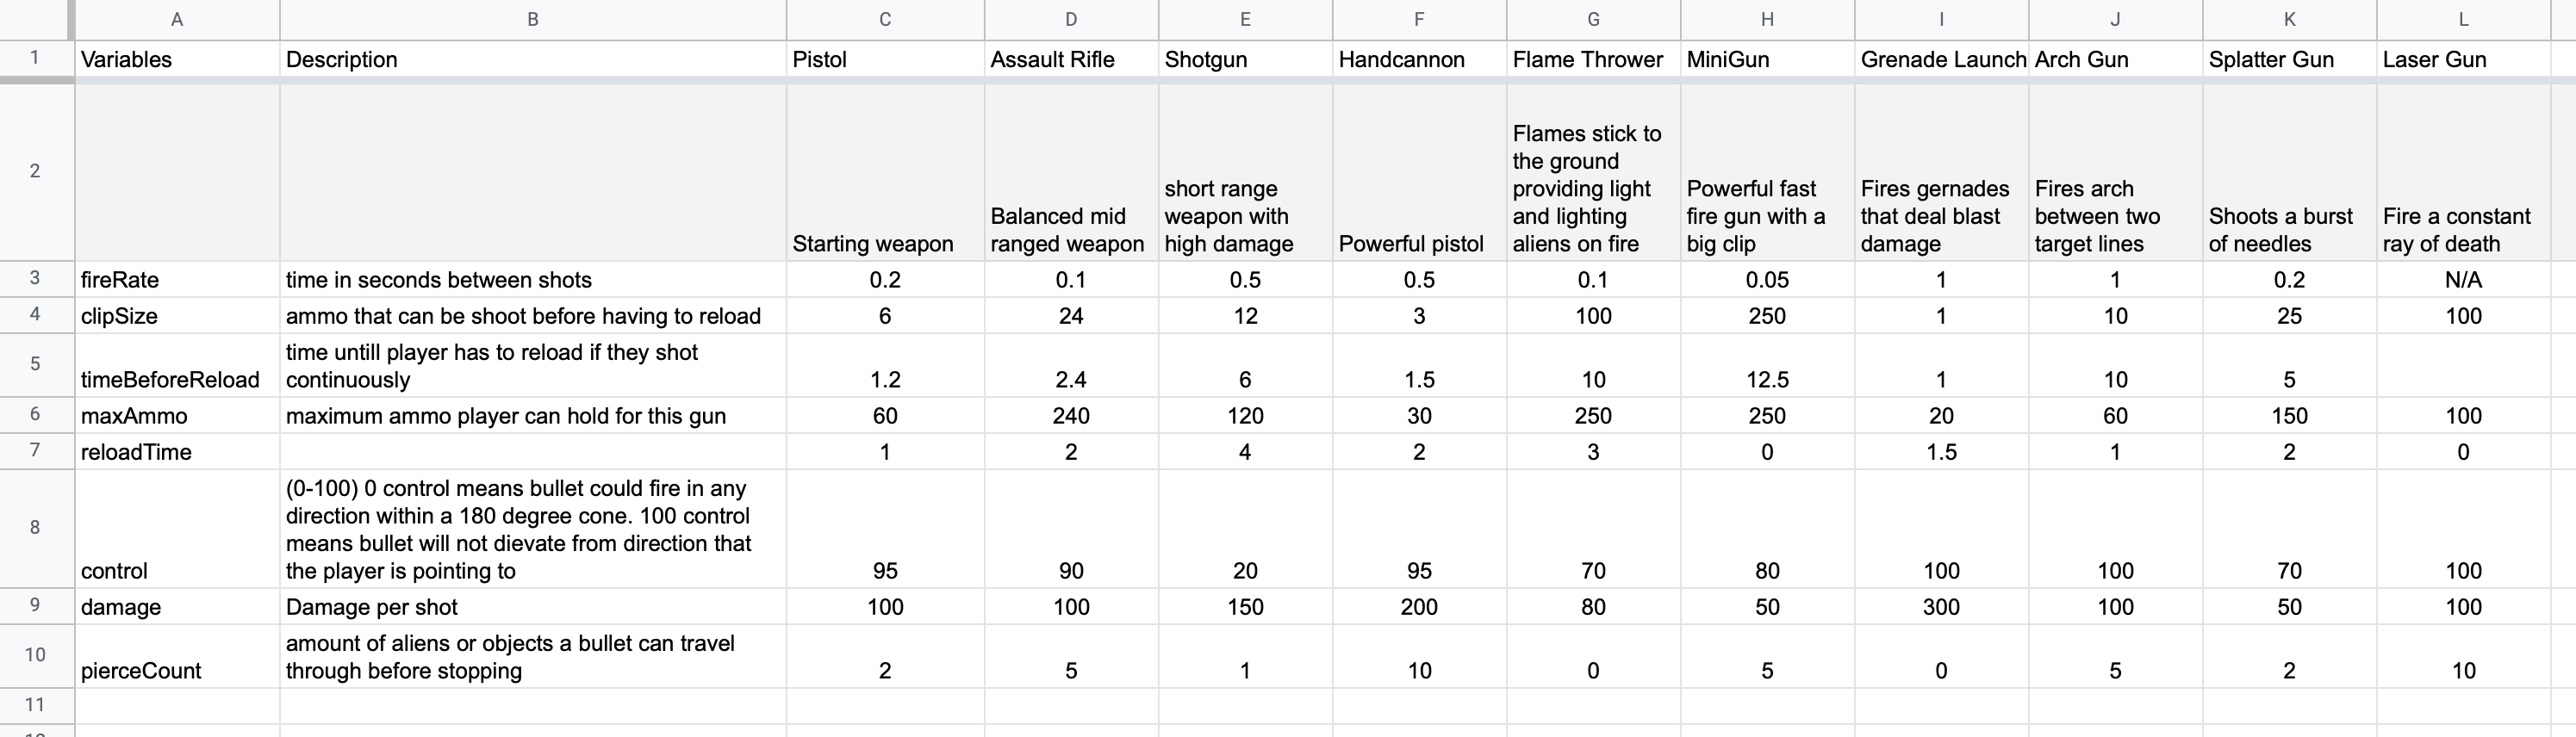 A B C D E F G H I J K L
1 Variables Description Pistol Assault Rifle Shotgun Handcannon Flame Thrower MiniGun Grenade Launch Arch Gun Splatter Gun Laser Gun
2
Starting weapon
Balanced mid
ranged weapon
short range
weapon with
high damage
Powerful pistol
Flames stick to
the ground
providing light
and lighting
aliens on fire
Powerful fast
fire gun with a
big clip
Fires gernades
that deal blast
damage
Fires arch
between two
target lines
Shoots a burst
of needles
Fire a constant
ray of death
3 fireRate time in seconds between shots 0.2 0.1 0.5 0.5 0.1 0.05 1 1 0.2 N/A
4 clipSize ammo that can be shoot before having to reload 6 24 12 3 100 250 1 10 25 100
5 timeBeforeReload
time untill player has to reload if they shot
continuously
1.2 2.4 6 1.5 10 12.5 1 10 5
6 maxAmmo maximum ammo player can hold for this gun 60 240 120 30 250 250 20 60 150 100
7 reloadTime 1 2 4 2 3 0 1.5 1 2 0
8 control
(0-100) 0 control means bullet could fire in any
direction within a 180 degree cone. 100 control
means bullet will not dievate from direction that
the player is pointing to
95 90 20 95 70 80 100 100 70 100
9 damage Damage per shot 100 100 150 200 80 50 300 100 50 100
10 pierceCount
amount of aliens or objects a bullet can travel
through before stopping
2 5 1 10 0 5 0 5 2 10
11